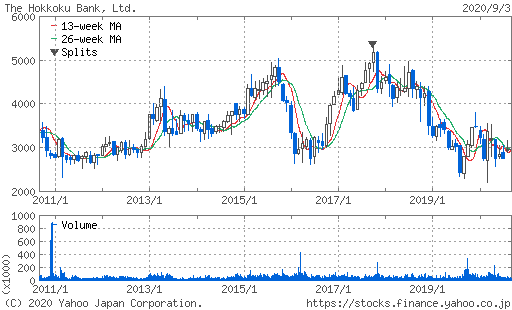 The Hokkoku Bank, Ltd. 2020/9/3
6000
13-week MA
26-week MA
Splits
5000
4000
3000
2000
2011/1 2013/1 2015/1 2017/1 2019/1
1000
Volume
800
600
400
200
0
(x1000)
2011/1 2013/1 2015/1 2017/1 2019/1
(C) 2020 Yahoo Japan Corporation. https://stocks.finance.yahoo.co.jp/